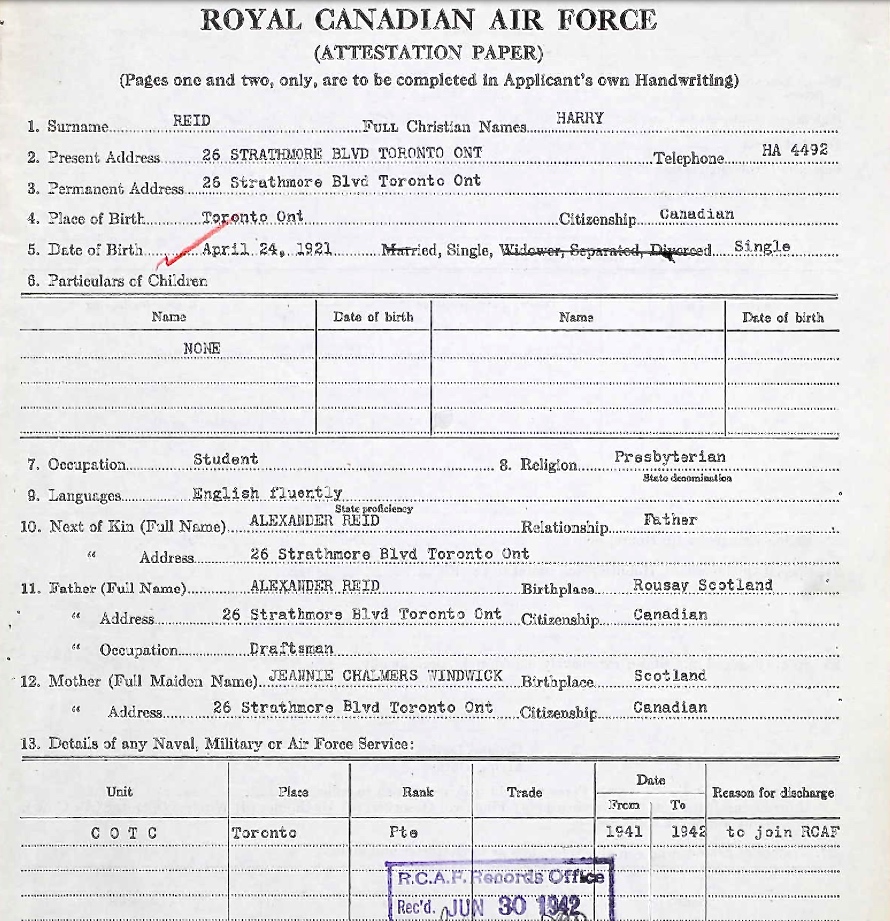 ROYAL CANADIAN AIR FORCE
(ATTESTATION PAPER)
(Pages one and two, only, are to be completed in Applicant's own Handwriting)
1. Surname REID Full Christian Names HARRY
2. Present Address 26 STRATHMORE BLVD TORONTO ONT Telephone HA 4492
3. Permanent Address 26 Strathmore Blvd Toronto Ont
4. Place of Birth Toronto Ont Citizenship Canadian
5. Date of Birth April 24, 1921 Married, Single, Widower, Separated, Divorced Single
6. Particulars of Children
Name Date of birth Name Date of birth
NONE
7. Occupation Student 8. Religion Presbyterian
State denomination
9. Languages English fluently
State proficiency
10. Next of Kin (Full Name) ALEXANDER REID Relationship Father
" Address 26 Strathmore Blvd Toronto Ont
11. Father (Full Name) ALEXANDER REID Birthplace Rousay Scotland
" Address 26 Strathmore Blvd Toronto Ont Citizenship Canadian
" Occupation Draftsman
12. Mother (Full Maiden Name) JEANNIE CHALMERS WINDWICK Birthplace Scotland
" Address 26 Strathmore Blvd Toronto Ont Citizenship Canadian
13. Details of any Naval, Military or Air Force Service:
Unit Place Rank Trade Date Reason for discharge
From To
C O T C Toronto Pte 1941 1942 to join RCAF
R.C.A.F. Records Office
Rec'd. JUN 30 1942